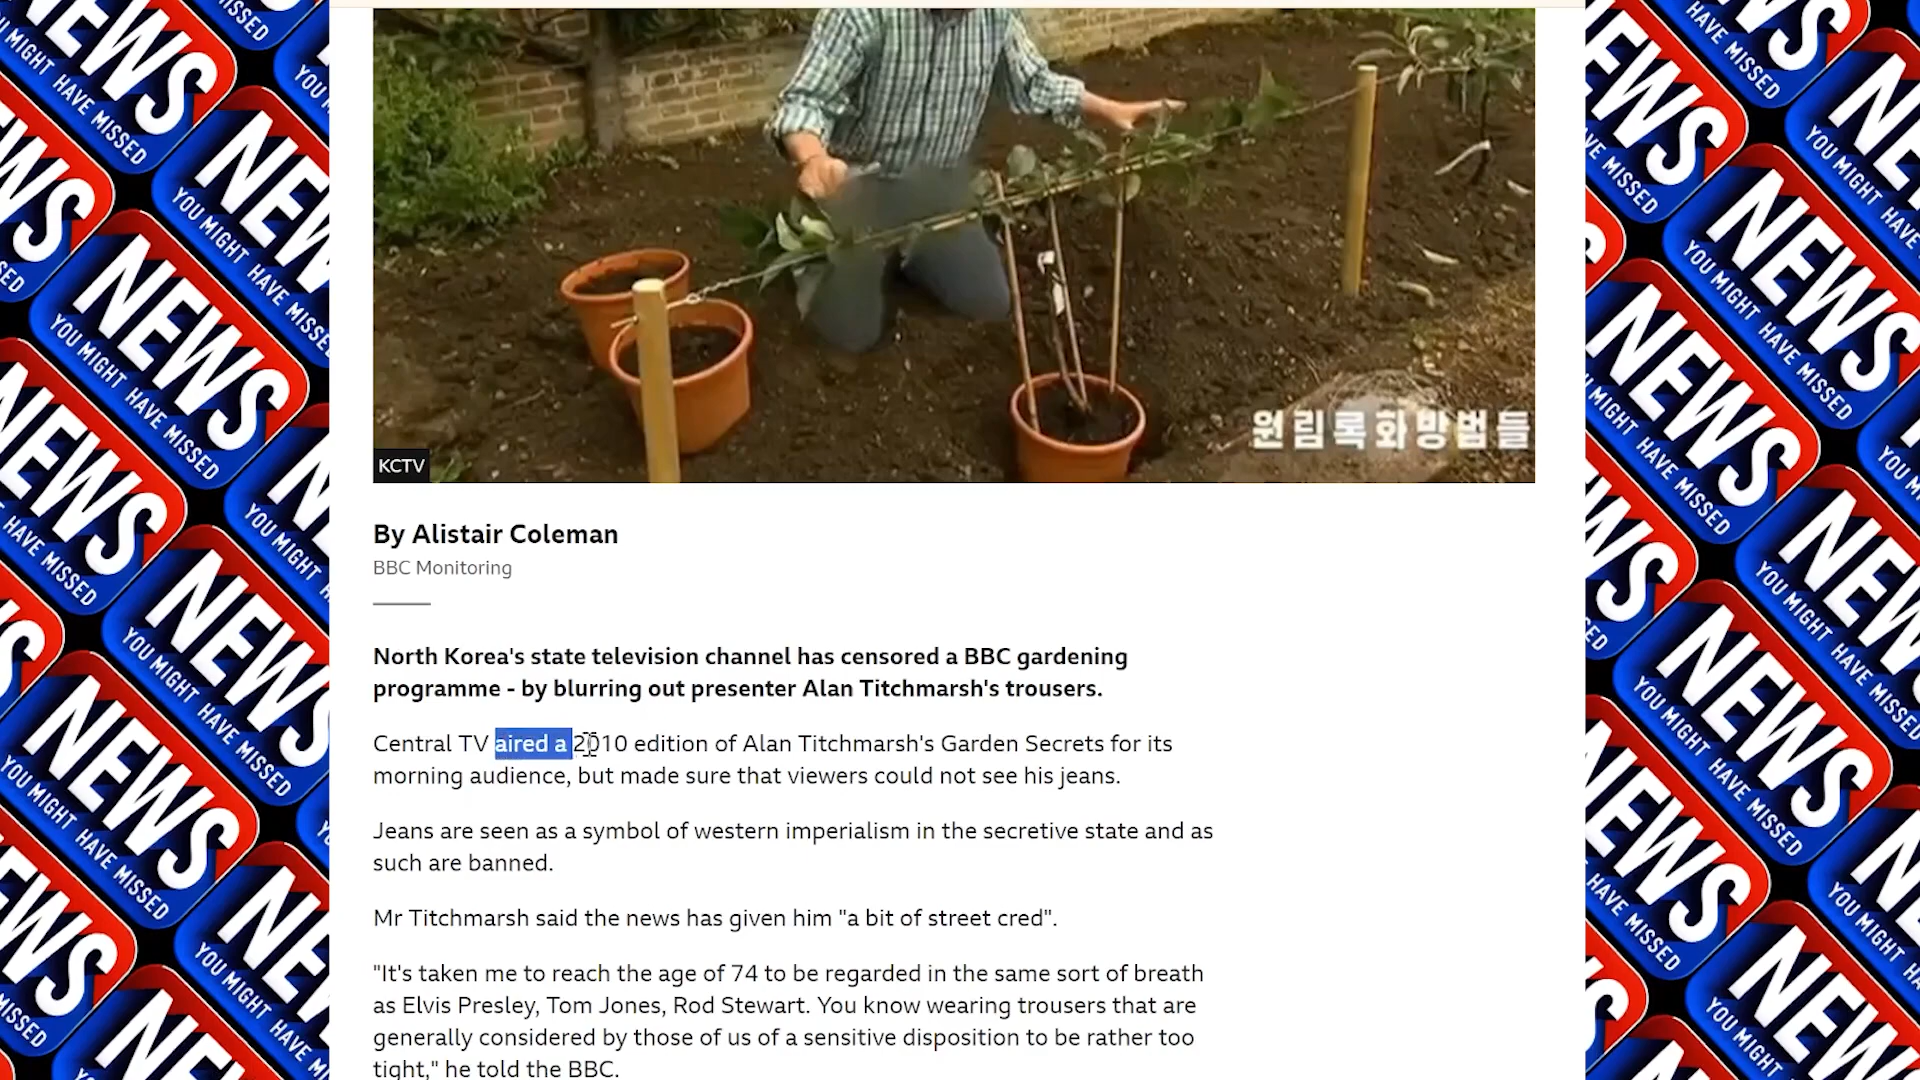 원림록화방법들
KCTV
By Alistair Coleman
BBC Monitoring
North Korea's state television channel has censored a BBC gardening
programme - by blurring out presenter Alan Titchmarsh's trousers.
Central TV aired a 2010 edition of Alan Titchmarsh's Garden Secrets for its
morning audience, but made sure that viewers could not see his jeans.
Jeans are seen as a symbol of western imperialism in the secretive state and as
such are banned.
Mr Titchmarsh said the news has given him "a bit of street cred".
"It's taken me to reach the age of 74 to be regarded in the same sort of breath
as Elvis Presley, Tom Jones, Rod Stewart. You know wearing trousers that are
generally considered by those of us of a sensitive disposition to be rather too
tight," he told the BBC.
NEWS
YOU MIGHT HAVE MISSED